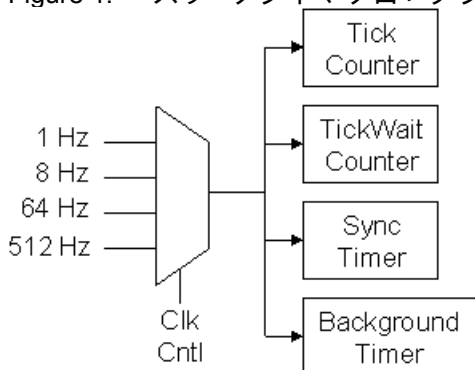 Figure 1.
Tick
Counter
1 Hz
8 Hz
64 Hz
512 Hz
TickWait
Counter
Sync
Timer
Clk
Cntl
Background
Timer